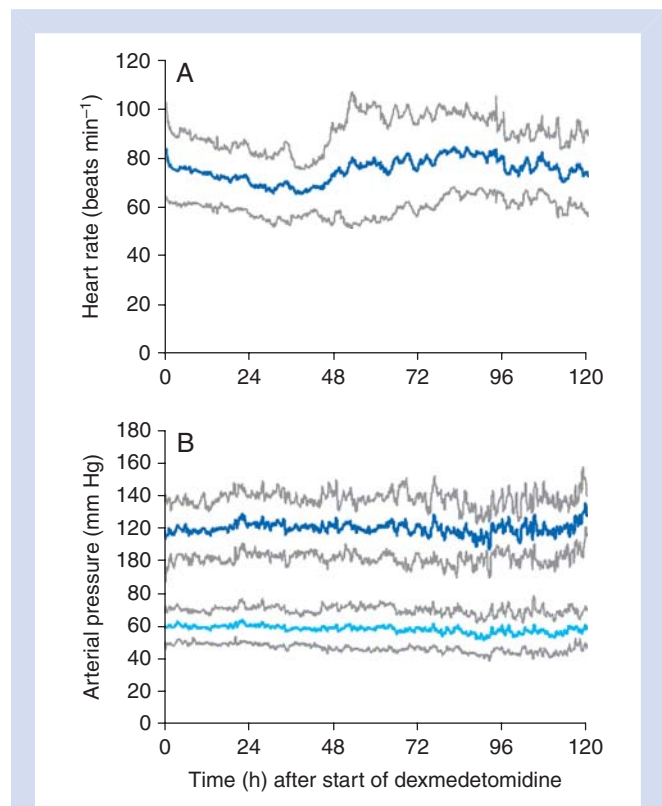 A
Heart rate (beats min⁻¹)
120
100
80
60
40
20
0
0 24 48 72 96 120
B
Arterial pressure (mm Hg)
180
160
140
120
180
80
60
40
20
0
0 24 48 72 96 120
Time (h) after start of dexmedetomidine